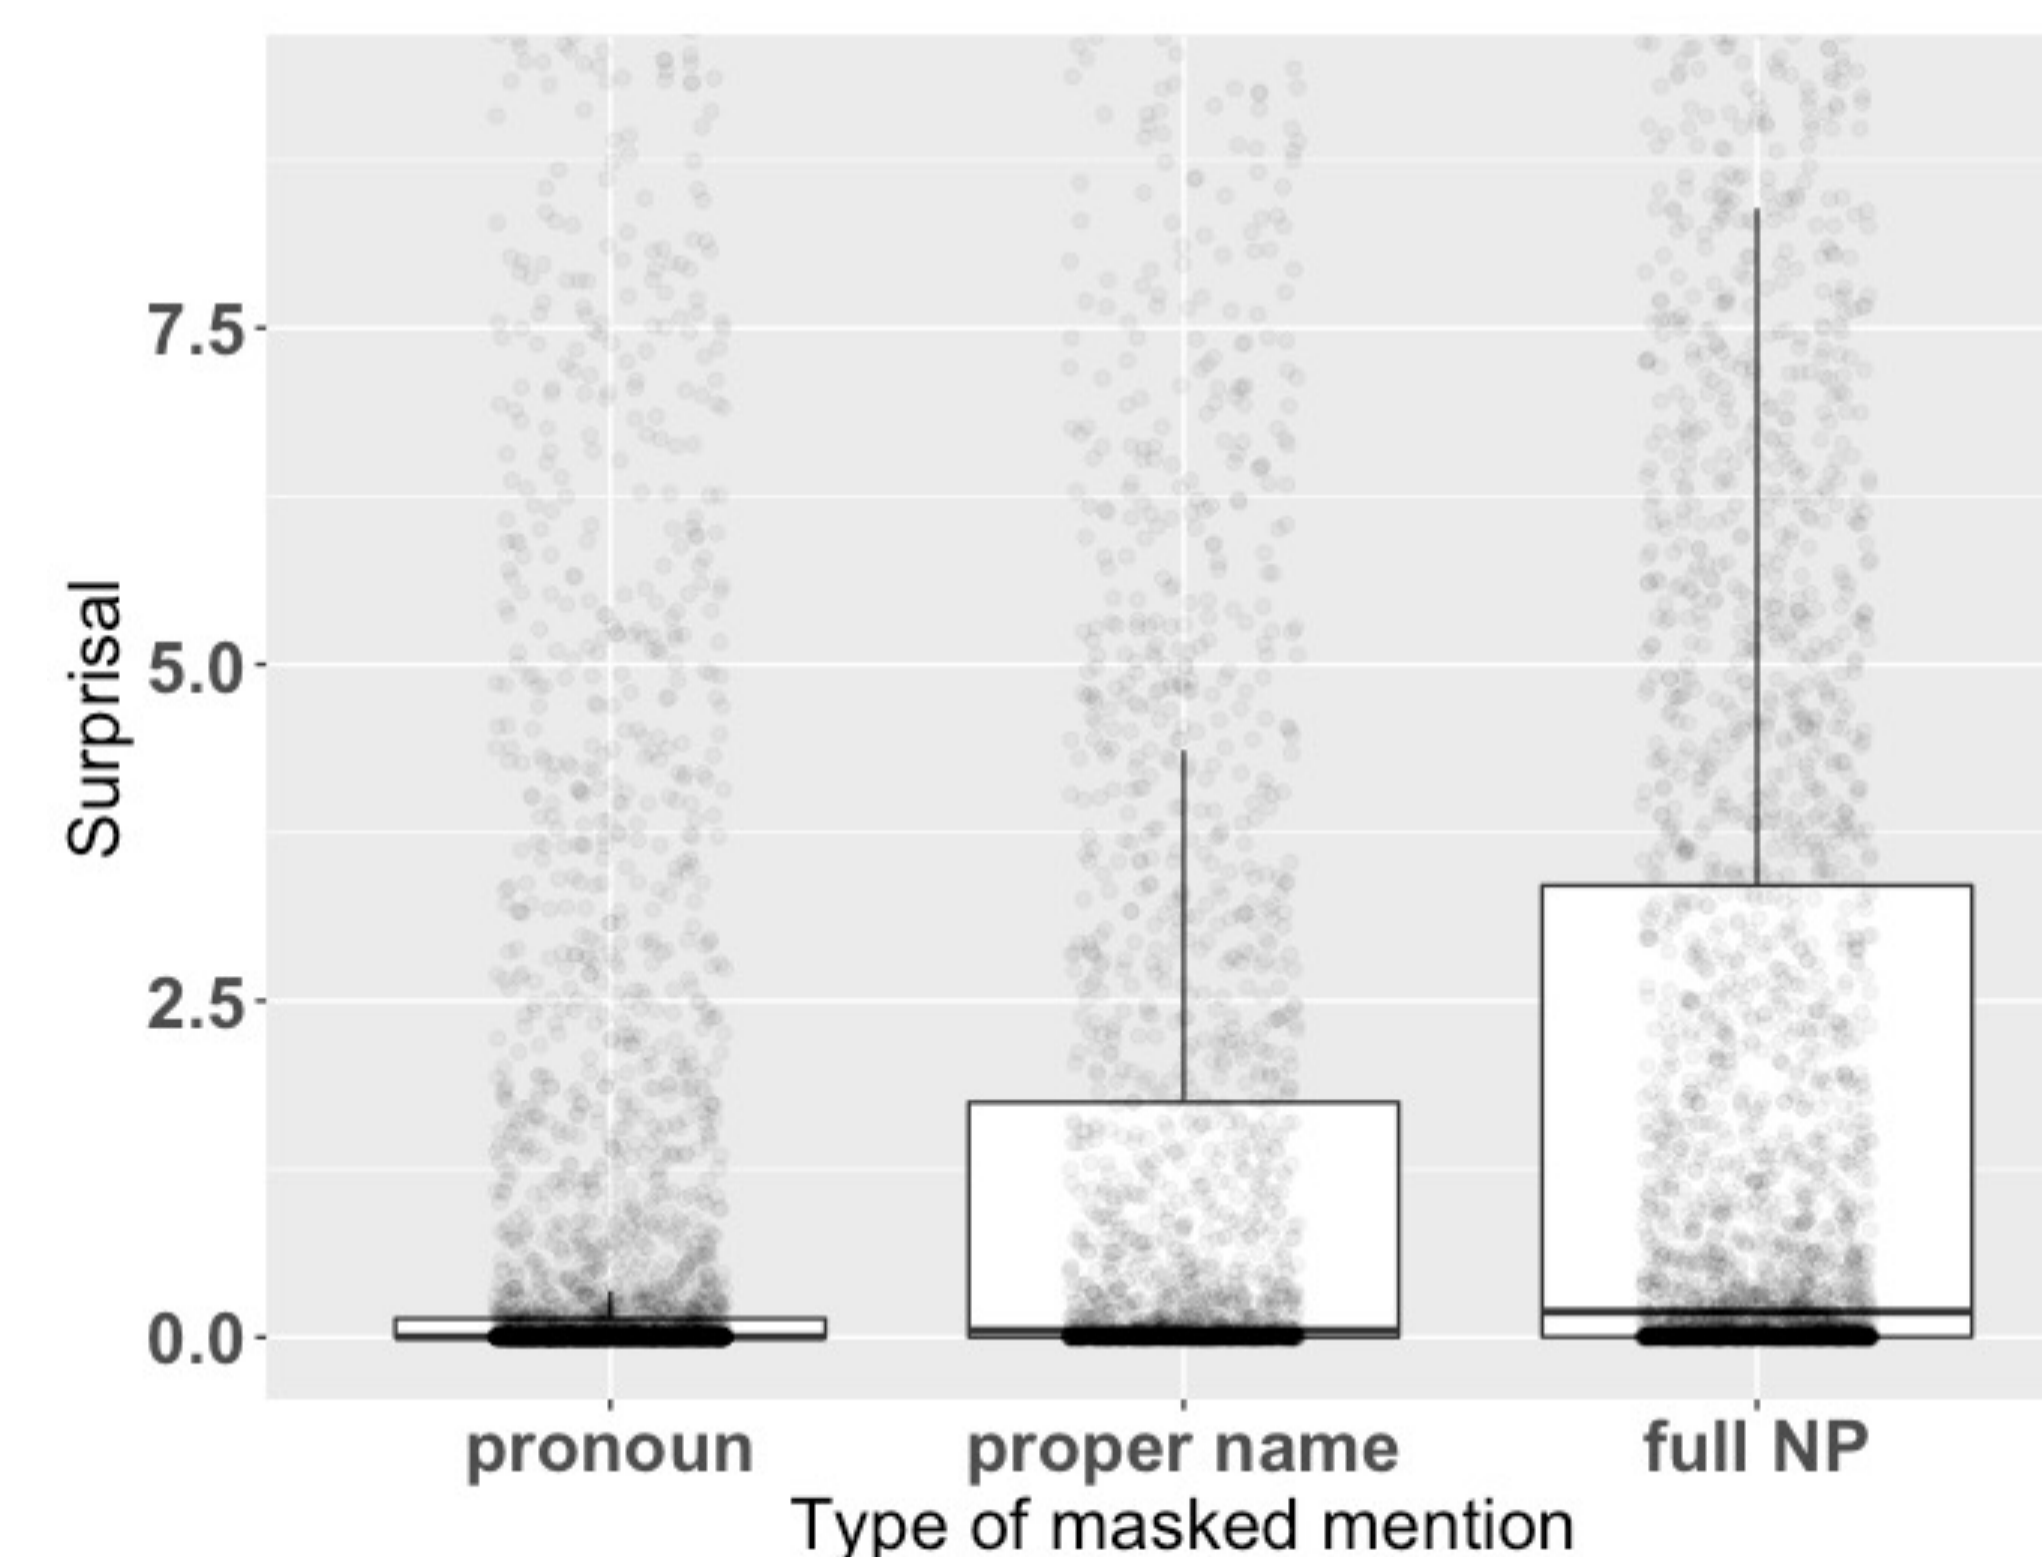 Surprisal
7.5
5.0
2.5
0.0
pronoun proper name full NP
Type of masked mention